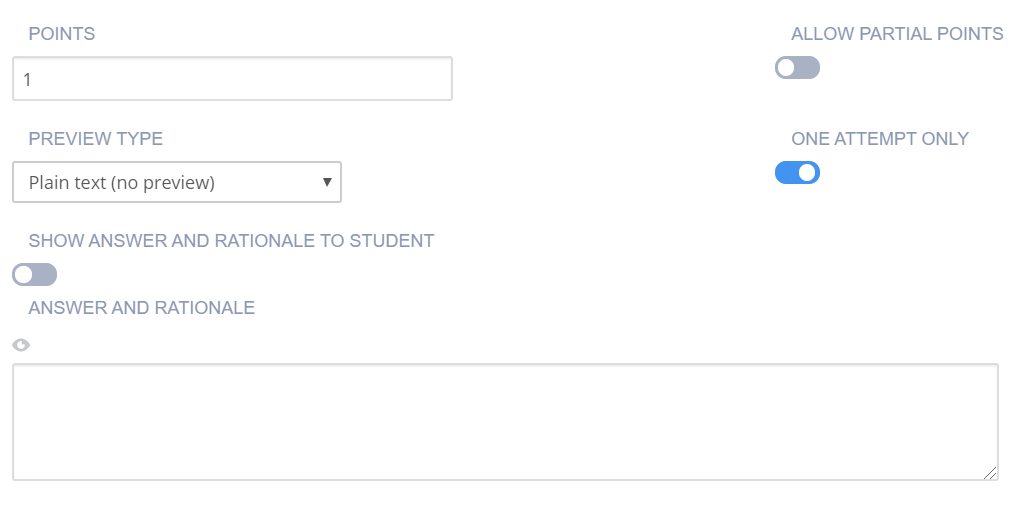 POINTS
ALLOW PARTIAL POINTS
1
PREVIEW TYPE
ONE ATTEMPT ONLY
Plain text (no preview)
SHOW ANSWER AND RATIONALE TO STUDENT
ANSWER AND RATIONALE